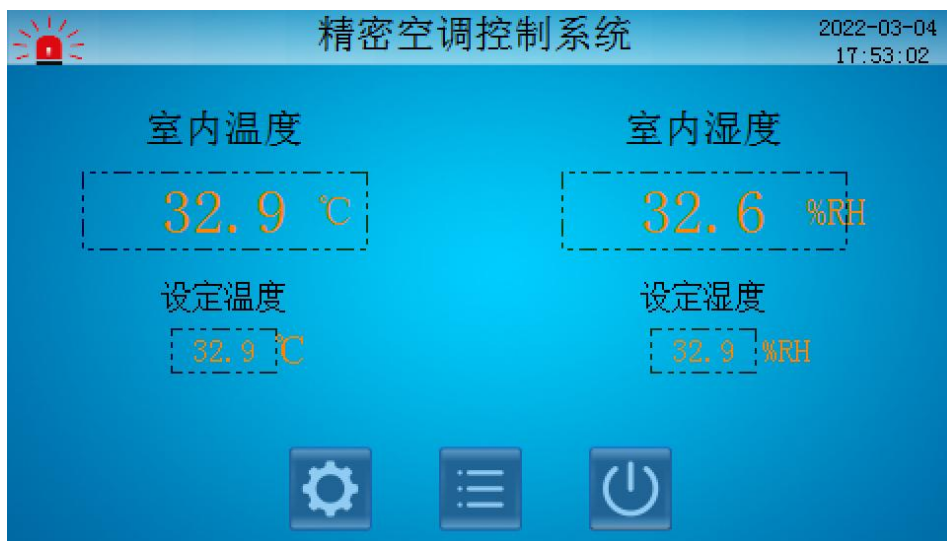 精密空调控制系统
2022-03-04
17:53:02
室内温度
室内湿度
32.9 ℃
32.6 %RH
设定温度
设定湿度
32.9 ℃
32.9 %RH